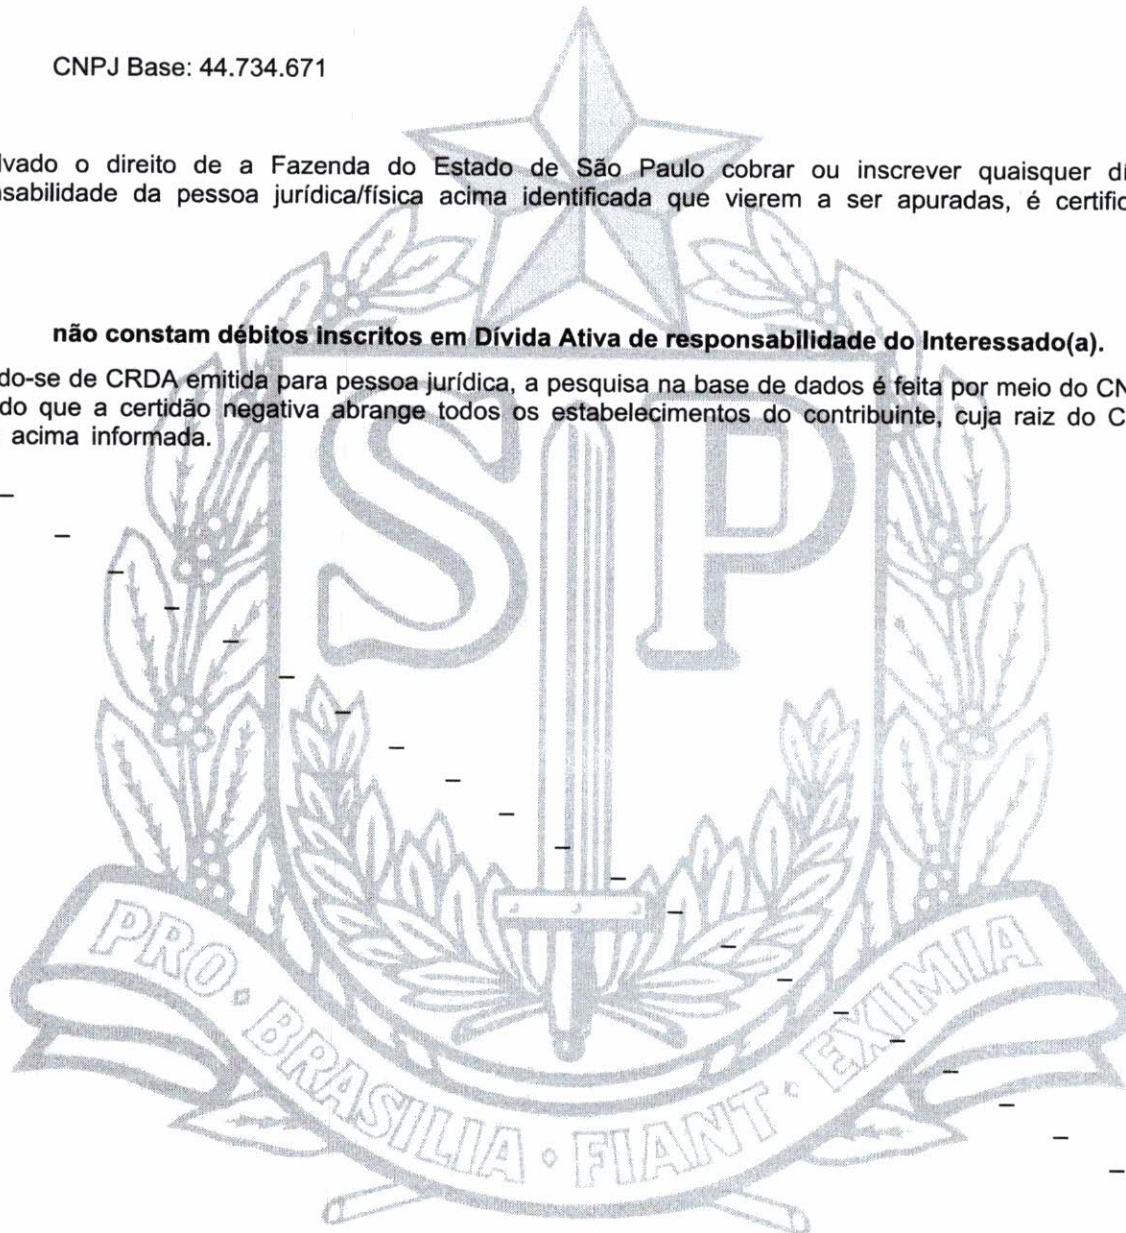 CNPJ Base: 44.734.671
lvado o direito de a Fazenda do Estado de São Paulo cobrar ou inscrever quaisquer dí
nsabilidade da pessoa jurídica/física acima identificada que vierem a ser apuradas, é certific
não constam débitos inscritos em Dívida Ativa de responsabilidade do Interessado(a).
do-se de CRDA emitida para pessoa jurídica, a pesquisa na base de dados é feita por meio do CN
do que a certidão negativa abrange todos os estabelecimentos do contribuinte, cuja raiz do C
acima informada.
SP
PRO • BRASILIA • FIANT • EXIMIA